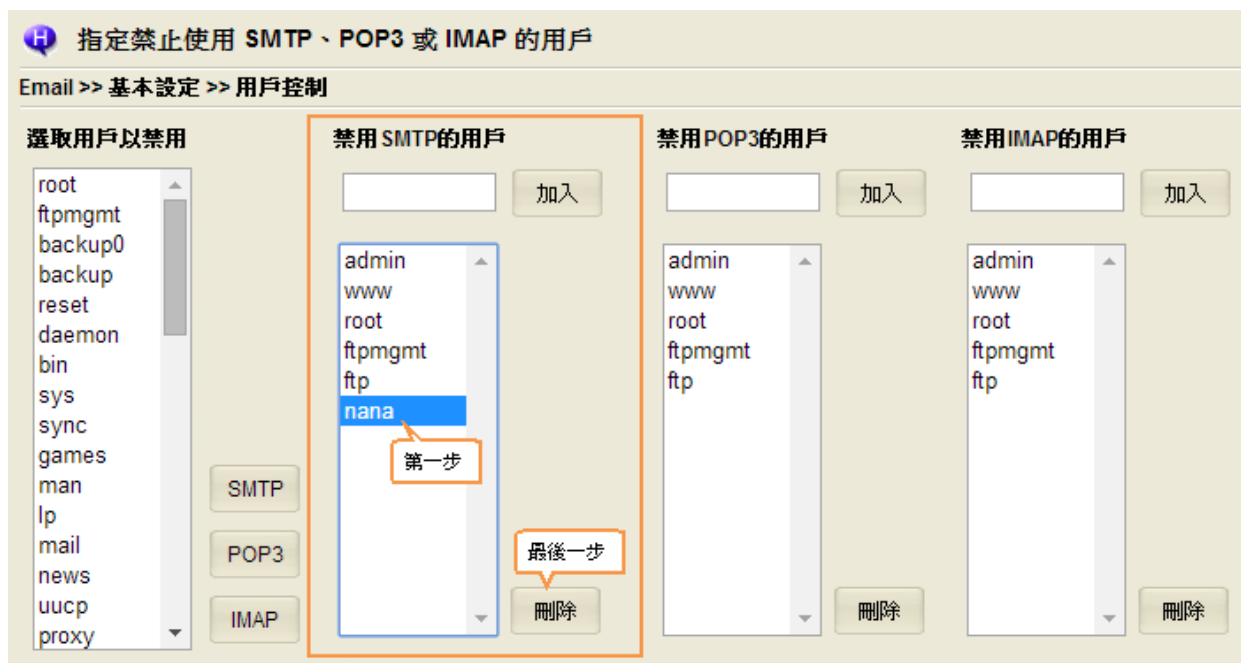 指定禁止使用 SMTP、POP3 或 IMAP 的用戶
Email >> 基本設定 >> 用戶控制
選取用戶以禁用
root
ftpmgmt
backup0
backup
reset
daemon
bin
sys
sync
games
man
lp
mail
news
uucp
proxy
SMTP
POP3
IMAP
禁用SMTP的用戶
加入
admin
www
root
ftpmgmt
ftp
nana
第一步
最後一步
刪除
禁用POP3的用戶
加入
admin
www
root
ftpmgmt
ftp
刪除
禁用IMAP的用戶
加入
admin
www
root
ftpmgmt
ftp
刪除